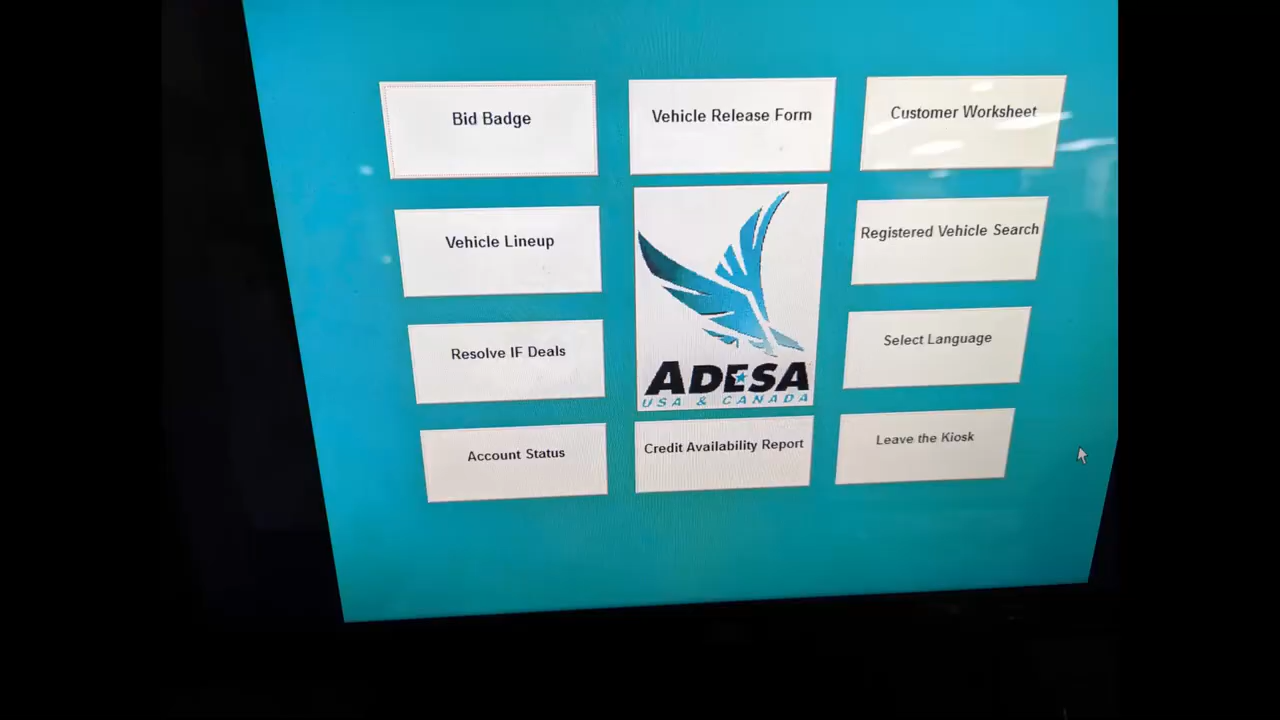 Bid Badge
Vehicle Release Form
Customer Worksheet
Vehicle Lineup
Registered Vehicle Search
Resolve IF Deals
Select Language
ADESA
USA & CANADA
Account Status
Credit Availability Report
Leave the Kiosk